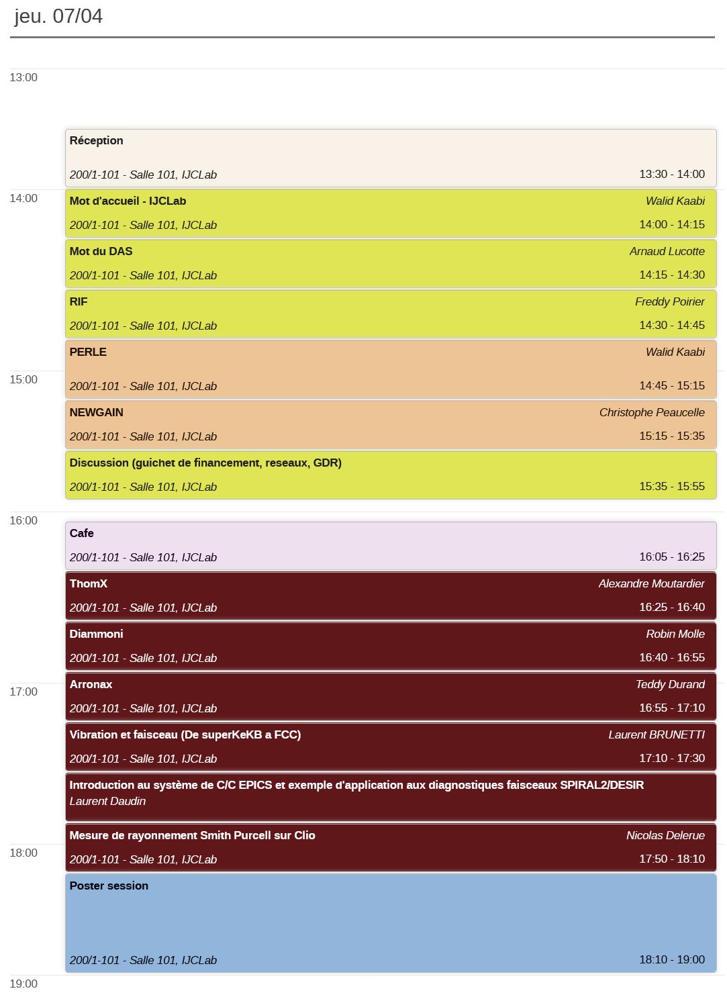 jeu. 07/04
13:00
Réception
200/1-101 - Salle 101, IJCLab 13:30 - 14:00
14:00
Mot d'accueil - IJCLab Walid Kaabi
200/1-101 - Salle 101, IJCLab 14:00 - 14:15
Mot du DAS Arnaud Lucotte
200/1-101 - Salle 101, IJCLab 14:15 - 14:30
RIF Freddy Poirier
200/1-101 - Salle 101, IJCLab 14:30 - 14:45
PERLE Walid Kaabi
15:00
200/1-101 - Salle 101, IJCLab 14:45 - 15:15
NEWGAIN Christophe Peaucelle
200/1-101 - Salle 101, IJCLab 15:15 - 15:35
Discussion (guichet de financement, reseaux, GDR)
200/1-101 - Salle 101, IJCLab 15:35 - 15:55
16:00
Cafe
200/1-101 - Salle 101, IJCLab 16:05 - 16:25
ThomX Alexandre Moutardier
200/1-101 - Salle 101, IJCLab 16:25 - 16:40
Diammoni Robin Molle
200/1-101 - Salle 101, IJCLab 16:40 - 16:55
Arronax Teddy Durand
17:00
200/1-101 - Salle 101, IJCLab 16:55 - 17:10
Vibration et faisceau (De superKeKB a FCC) Laurent BRUNETTI
200/1-101 - Salle 101, IJCLab 17:10 - 17:30
Introduction au système de C/C EPICS et exemple d'application aux diagnostiques faisceaux SPIRAL2/DESIR
Laurent Daudin
Mesure de rayonnement Smith Purcell sur Clio Nicolas Delerue
18:00
200/1-101 - Salle 101, IJCLab 17:50 - 18:10
Poster session
200/1-101 - Salle 101, IJCLab 18:10 - 19:00
19:00